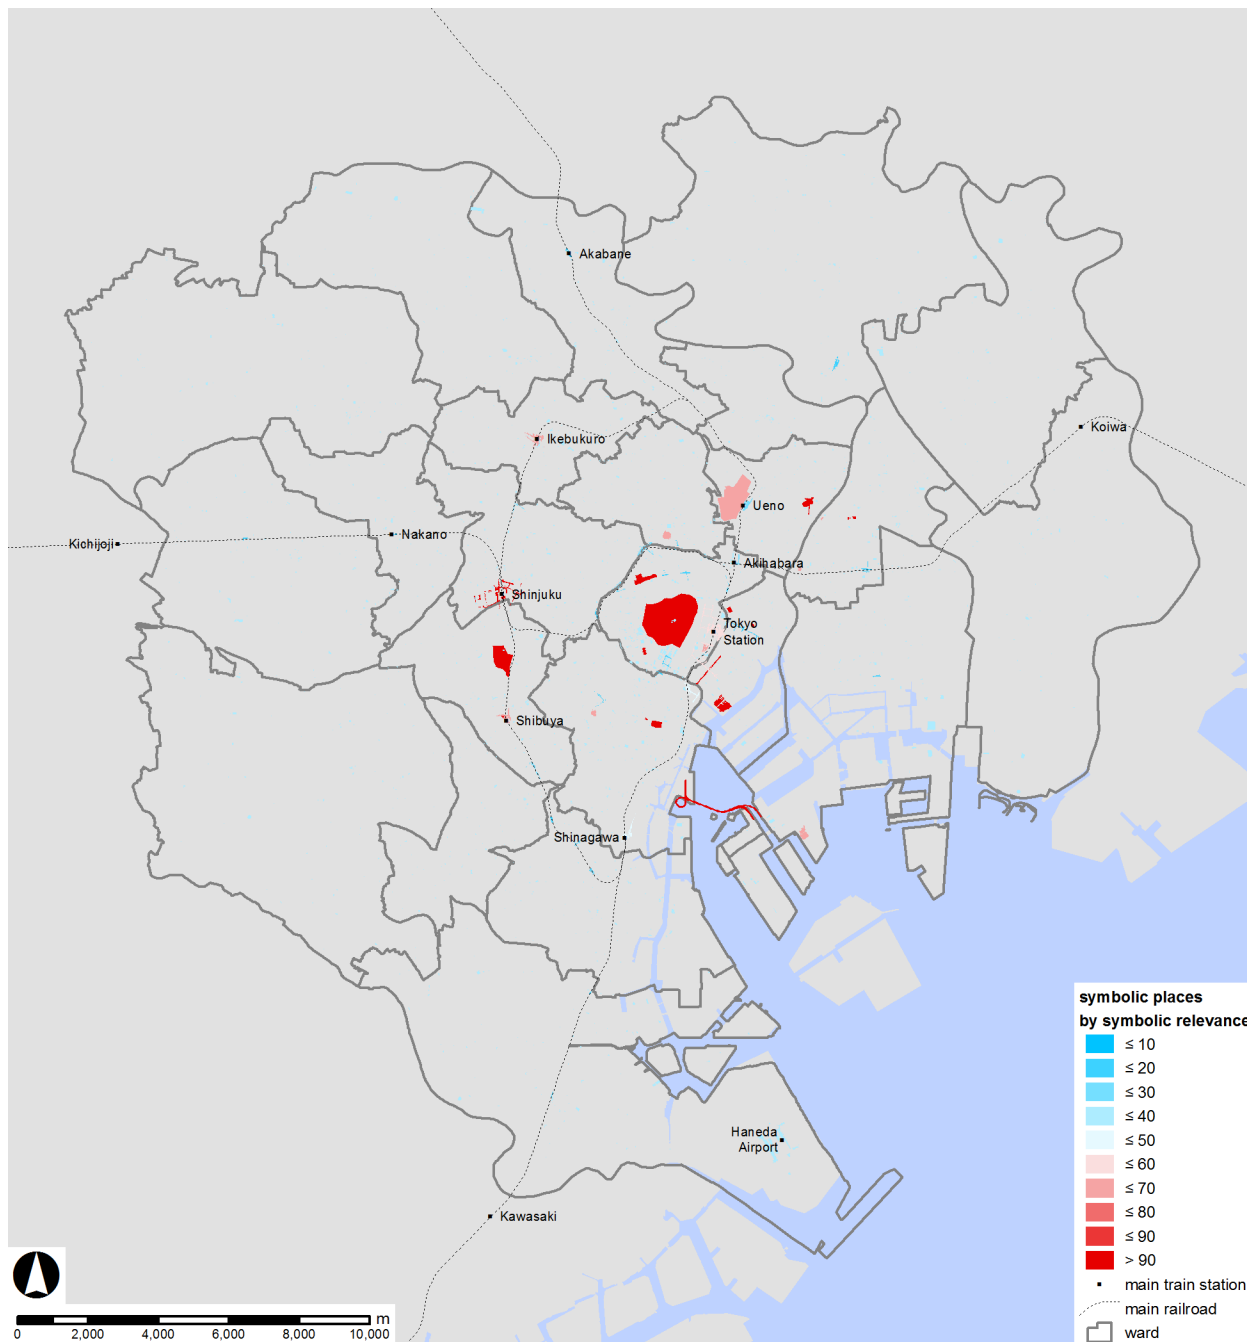 Akabane
Ikebukuro
Koiwa
Ueno
Kichijoji
Nakano
Akihabara
Shinjuku
Tokyo
Station
Shibuya
Shinagawa
Haneda
Airport
Kawasaki
symbolic places
by symbolic relevance
≤ 10
≤ 20
≤ 30
≤ 40
≤ 50
≤ 60
≤ 70
≤ 80
≤ 90
> 90
main train station
main railroad
ward
m
0 2,000 4,000 6,000 8,000 10,000